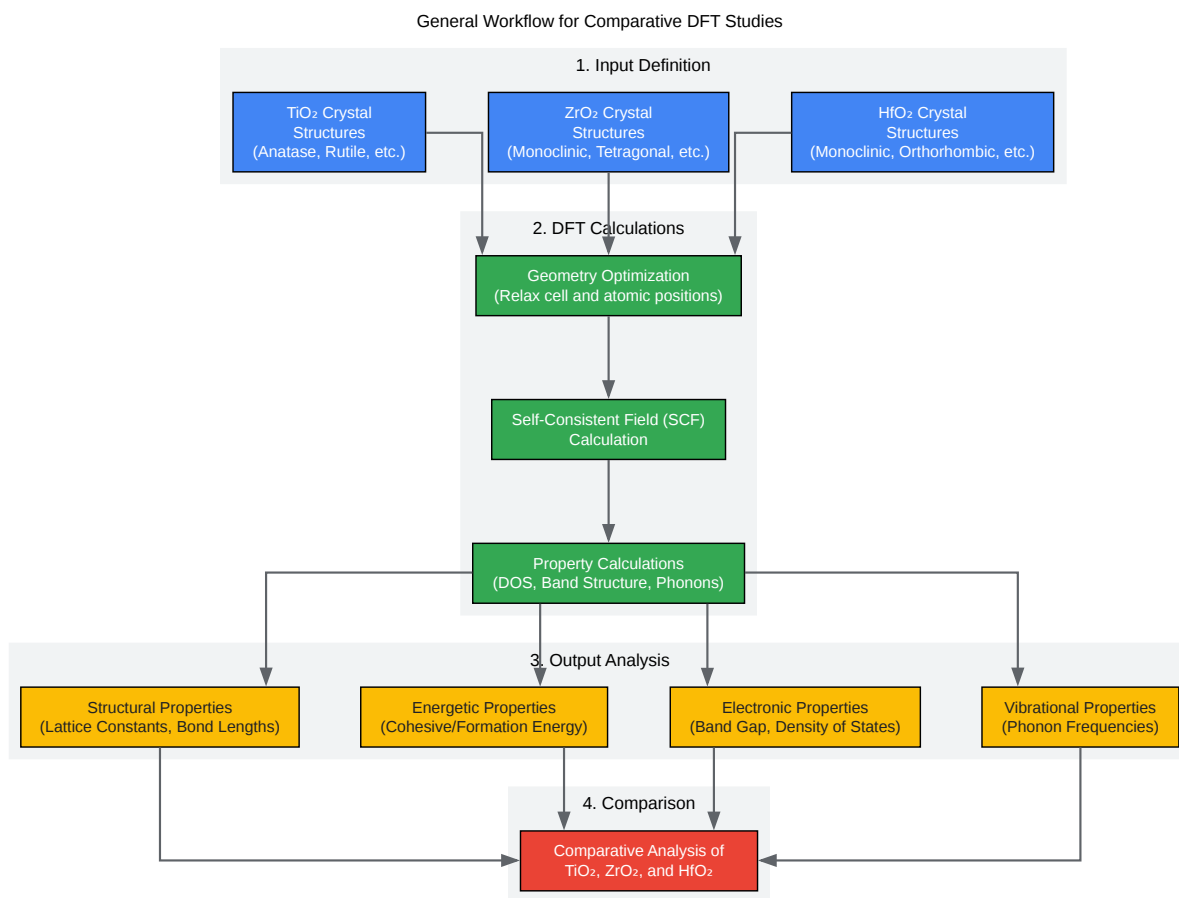 General Workflow for Comparative DFT Studies
1. Input Definition
TiO₂ Crystal
Structures
(Anatase, Rutile, etc.)
ZrO₂ Crystal
Structures
(Monoclinic, Tetragonal, etc.)
HfO₂ Crystal
Structures
(Monoclinic, Orthorhombic, etc.)
2. DFT Calculations
Geometry Optimization
(Relax cell and atomic positions)
Self-Consistent Field (SCF)
Calculation
Property Calculations
(DOS, Band Structure, Phonons)
3. Output Analysis
Structural Properties
(Lattice Constants, Bond Lengths)
Energetic Properties
(Cohesive/Formation Energy)
Electronic Properties
(Band Gap, Density of States)
Vibrational Properties
(Phonon Frequencies)
4. Comparison
Comparative Analysis of
TiO₂, ZrO₂, and HfO₂